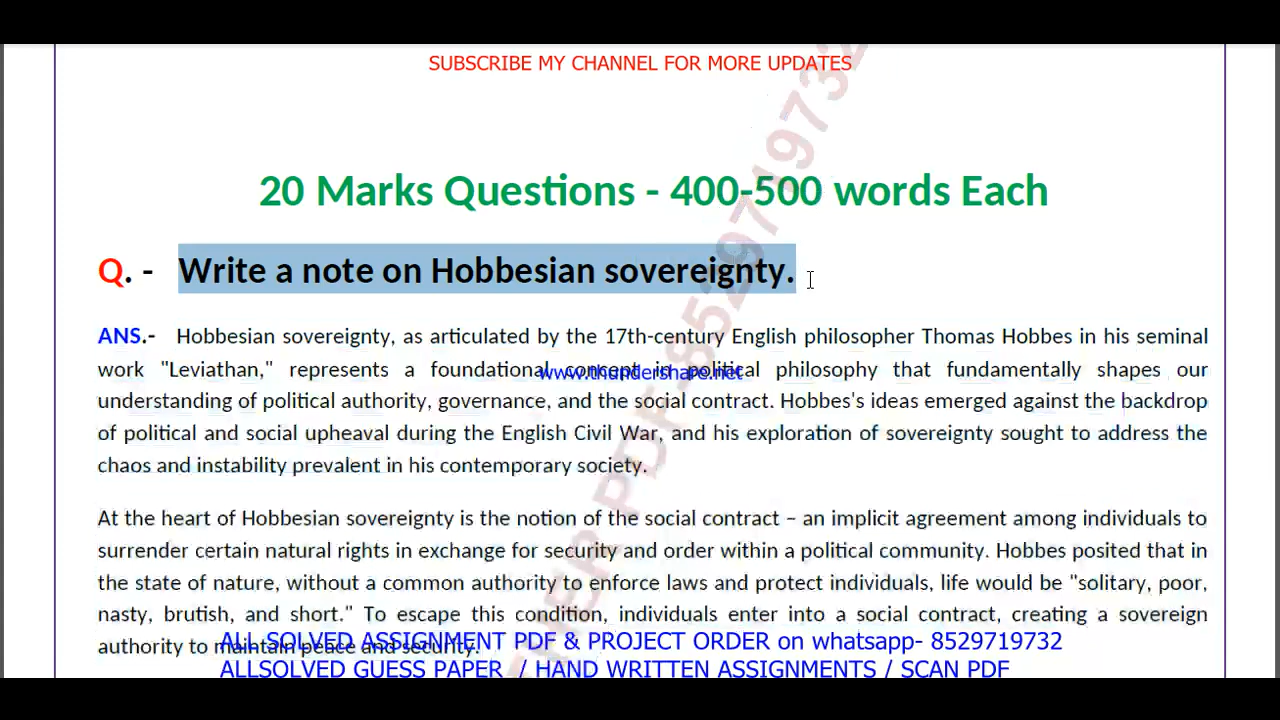 SUBSCRIBE MY CHANNEL FOR MORE UPDATES
20 Marks Questions - 400-500 words Each
Q. - Write a note on Hobbesian sovereignty.
ANS.- Hobbesian sovereignty, as articulated by the 17th-century English philosopher Thomas Hobbes in his seminal
work "Leviathan," represents a foundational concept in political philosophy that fundamentally shapes our
www.thundershare.net
understanding of political authority, governance, and the social contract. Hobbes's ideas emerged against the backdrop
of political and social upheaval during the English Civil War, and his exploration of sovereignty sought to address the
chaos and instability prevalent in his contemporary society.
At the heart of Hobbesian sovereignty is the notion of the social contract – an implicit agreement among individuals to
surrender certain natural rights in exchange for security and order within a political community. Hobbes posited that in
the state of nature, without a common authority to enforce laws and protect individuals, life would be "solitary, poor,
nasty, brutish, and short." To escape this condition, individuals enter into a social contract, creating a sovereign
authority to maintain peace and security.
ALL SOLVED ASSIGNMENT PDF & PROJECT ORDER on whatsapp- 8529719732
ALLSOLVED GUESS PAPER / HAND WRITTEN ASSIGNMENTS / SCAN PDF
HER PDF-8529719732